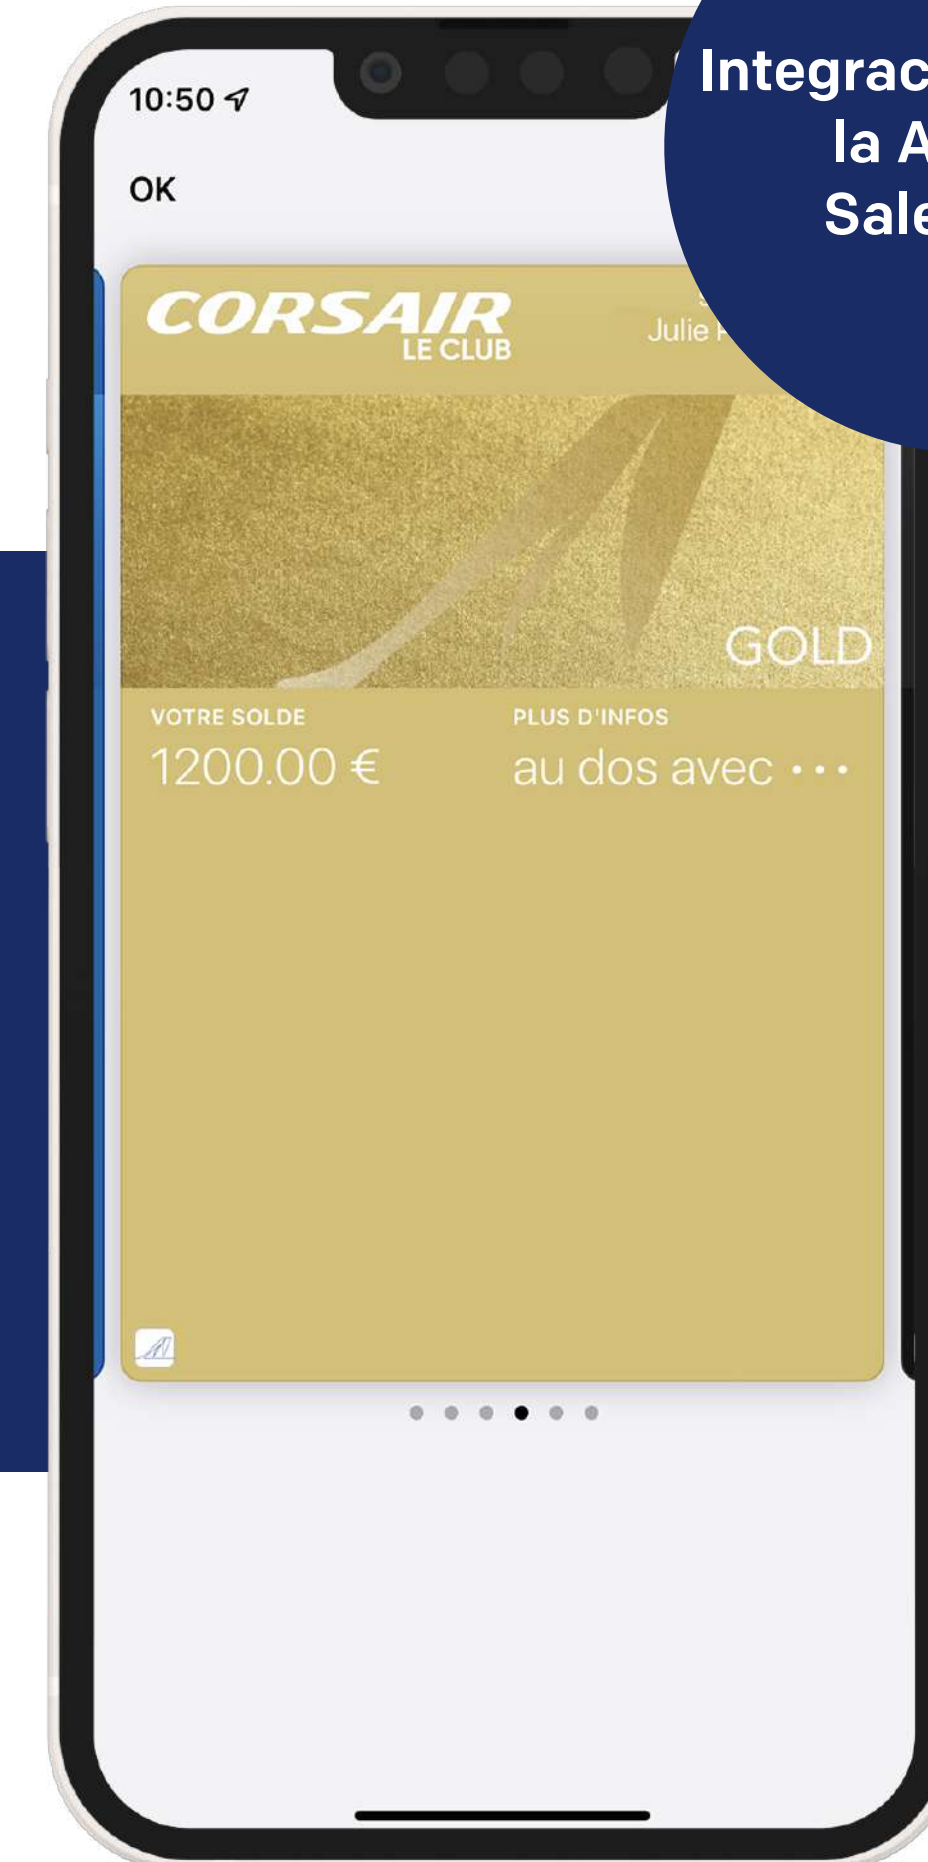 10:50
OK
Integrac
la A
Sale
CORSAIR
LE CLUB
Julie
GOLD
VOTRE SOLDE
PLUS D'INFOS
1200.00 €
au dos avec •••